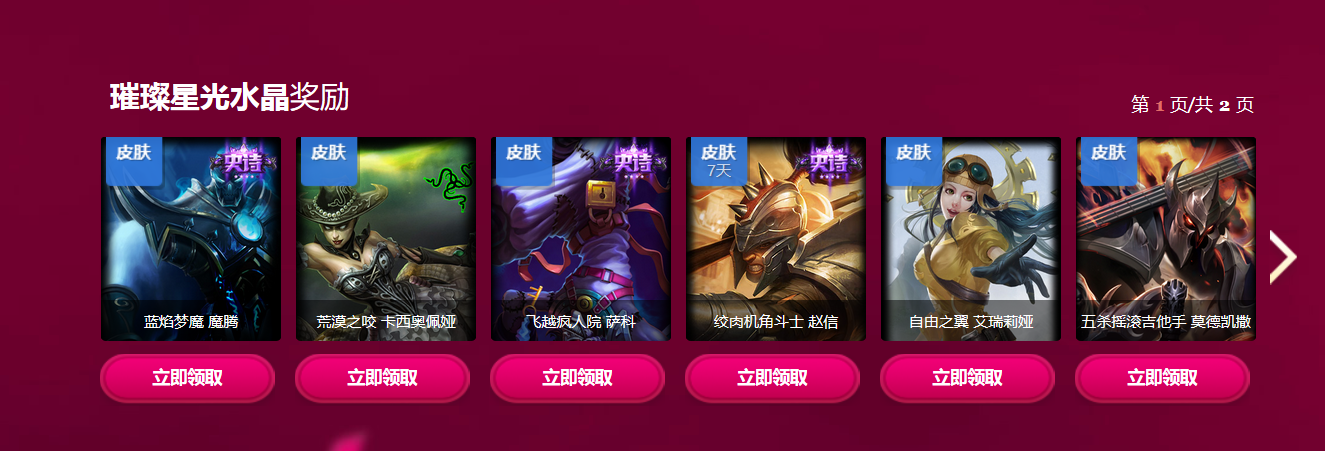 璀璨星光水晶奖励
第 1 页/共 2 页
皮肤
史诗
皮肤
皮肤
史诗
皮肤
7天
史诗
皮肤
皮肤
蓝焰梦魇 魔腾
荒漠之咬 卡西奥佩娅
飞越疯人院 萨科
绞肉机角斗士 赵信
自由之翼 艾瑞莉娅
五杀摇滚吉他手 莫德凯撒
立即领取
立即领取
立即领取
立即领取
立即领取
立即领取